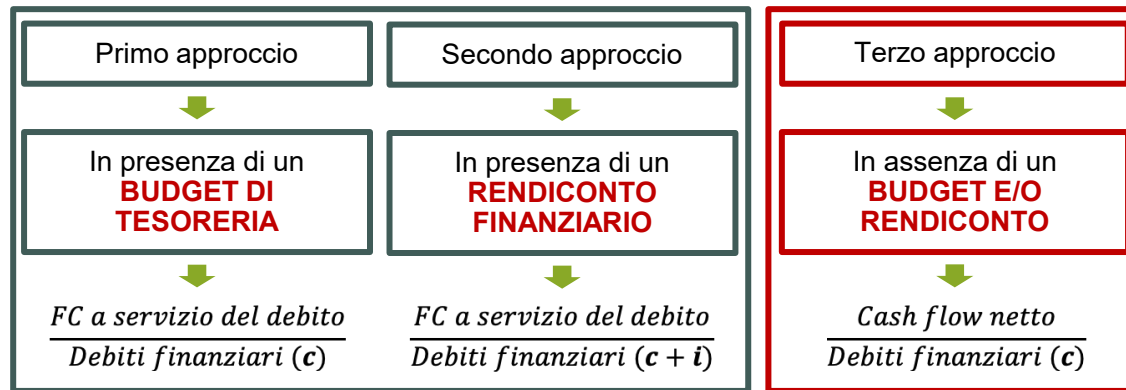 Primo approccio
Secondo approccio
Terzo approccio
In presenza di un
BUDGET DI
TESORERIA
In presenza di un
RENDICONTO
FINANZIARIO
In assenza di un
BUDGET E/O
RENDICONTO
FC a servizio del debito
Debiti finanziari (c)
FC a servizio del debito
Debiti finanziari (c + i)
Cash flow netto
Debiti finanziari (c)